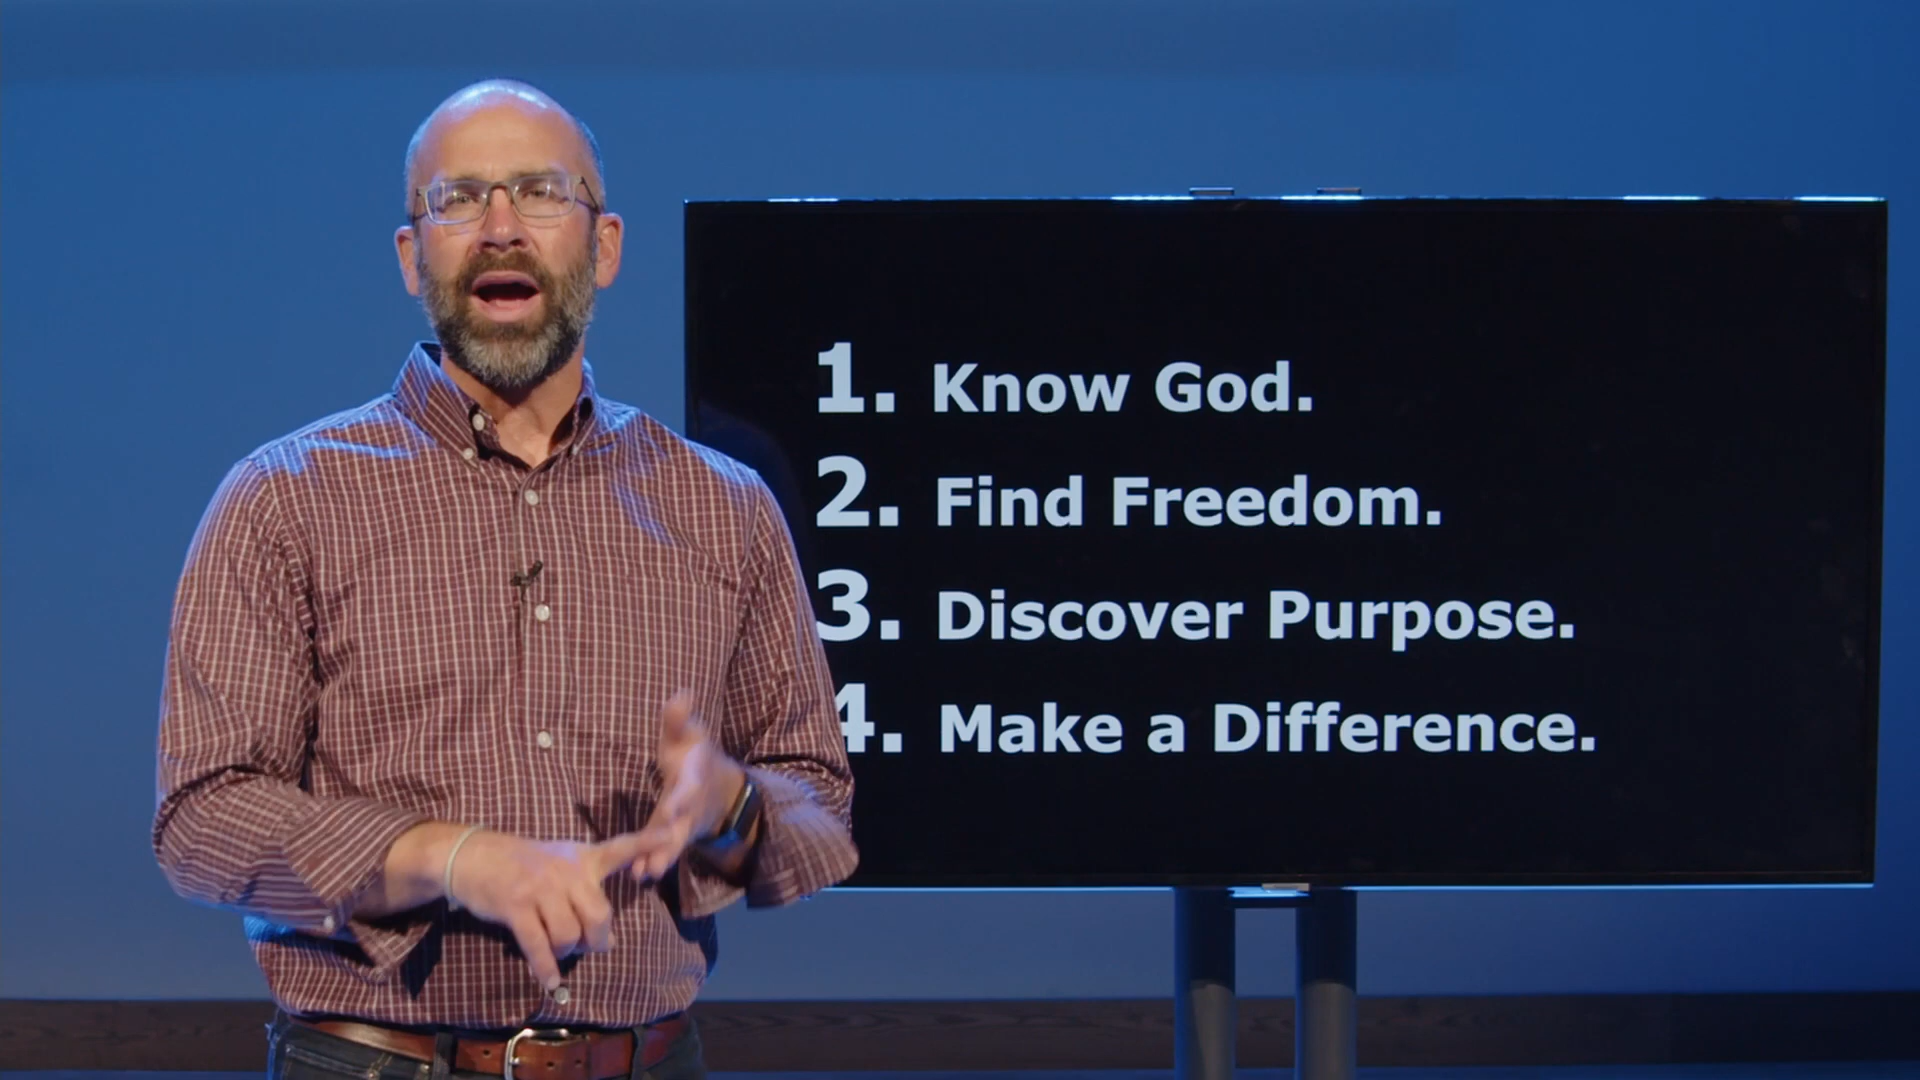 1. Know God.
2. Find Freedom.
3. Discover Purpose.
4. Make a Difference.